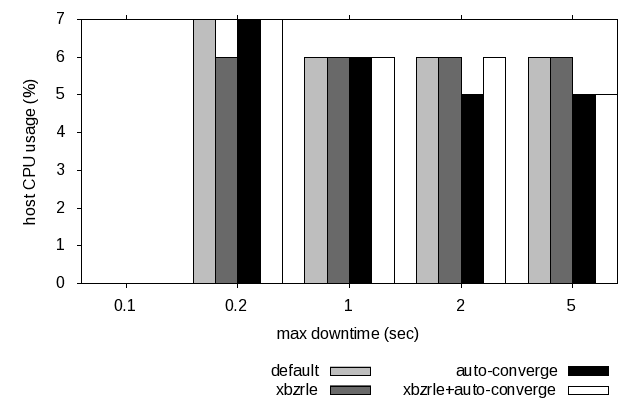 host CPU usage (%)
7
6
5
4
3
2
1
0
0.1 0.2 1 2 5
max downtime (sec)
default auto-converge
xbzrle xbzrle+auto-converge